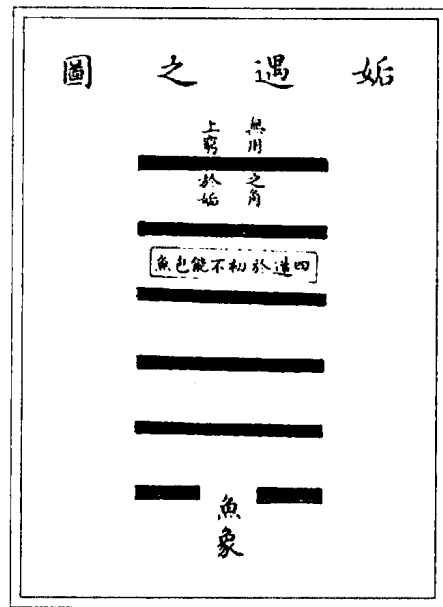 姤遇之圖
無用之角
上窮於姤
四遠於初不能包魚
魚象